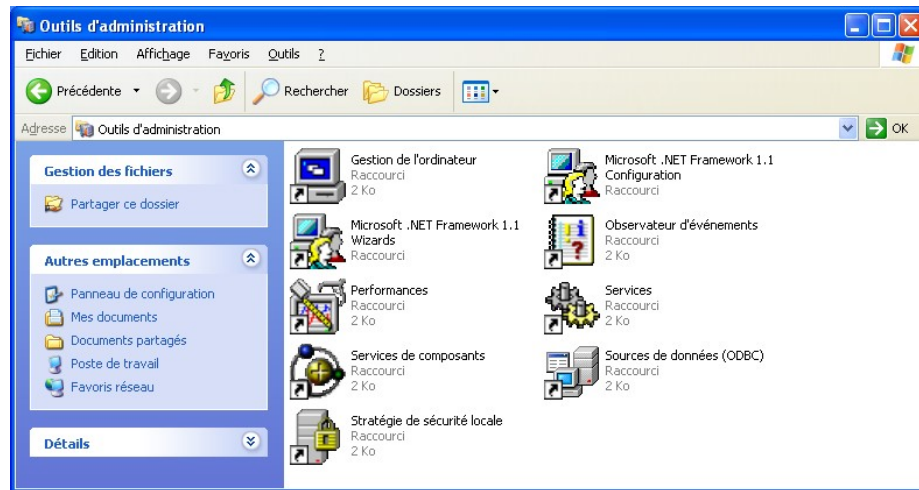 Outils d'administration
Fichier Edition Affichage Favoris Outils ?
Précédente Rechercher Dossiers
Adresse Outils d'administration OK
Gestion des fichiers
Partager ce dossier
Autres emplacements
Panneau de configuration
Mes documents
Documents partagés
Poste de travail
Favoris réseau
Détails
Gestion de l'ordinateur
Raccourci
2 Ko
Microsoft .NET Framework 1.1
Configuration
Raccourci
Microsoft .NET Framework 1.1
Wizards
Raccourci
Observateur d'événements
Raccourci
2 Ko
Performances
Raccourci
2 Ko
Services
Raccourci
2 Ko
Services de composants
Raccourci
2 Ko
Sources de données (ODBC)
Raccourci
2 Ko
Stratégie de sécurité locale
Raccourci
2 Ko